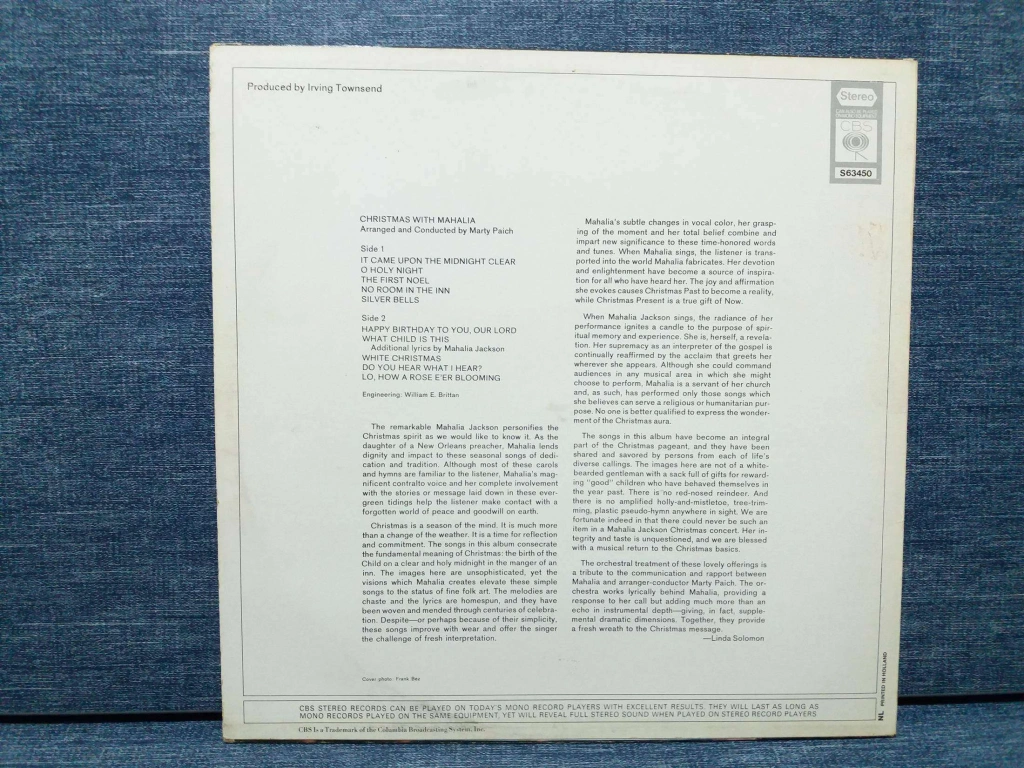 Produced by Irving Townsend
Stereo
CBS
S63450
CHRISTMAS WITH MAHALIA
Arranged and Conducted by Marty Paich
Side 1
IT CAME UPON THE MIDNIGHT CLEAR
O HOLY NIGHT
THE FIRST NOEL
NO ROOM IN THE INN
SILVER BELLS
Side 2
HAPPY BIRTHDAY TO YOU, OUR LORD
WHAT CHILD IS THIS
Additional lyrics by Mahalia Jackson
WHITE CHRISTMAS
DO YOU HEAR WHAT I HEAR?
LO, HOW A ROSE E'ER BLOOMING
Engineering: William E. Brittan
The remarkable Mahalia Jackson personifies the
Christmas spirit as we would like to know it. As the
daughter of a New Orleans preacher, Mahalia lends
dignity and impact to these seasonal songs of dedi-
cation and tradition. Although most of these carols
and hymns are familiar to the listener, Mahalia's mag-
nificent contralto voice and her complete involvement
with the stories or message laid down in these ever-
green tidings help the listener make contact with a
forgotten world of peace and goodwill on earth.
Christmas is a season of the mind. It is much more
than a change of the weather. It is a time for reflection
and commitment. The songs in this album consecrate
the fundamental meaning of Christmas: the birth of the
Child on a clear and holy midnight in the manger of an
inn. The images here are unsophisticated, yet the
visions which Mahalia creates elevate these simple
songs to the status of fine folk art. The melodies are
chaste and the lyrics are homespun, and they have
been woven and mended through centuries of celebra-
tion. Despite—or perhaps because of their simplicity,
these songs improve with wear and offer the singer
the challenge of fresh interpretation.
Cover photo: Frank Bez
Mahalia's subtle changes in vocal color, her grasp-
ing of the moment and her total belief combine and
impart new significance to these time-honored words
and tunes. When Mahalia sings, the listener is trans-
ported into the world Mahalia fabricates. Her devotion
and enlightenment have become a source of inspira-
tion for all who have heard her. The joy and affirmation
she evokes causes Christmas Past to become a reality,
while Christmas Present is a true gift of Now.
When Mahalia Jackson sings, the radiance of her
performance ignites a candle to the purpose of spir-
itual memory and experience. She is, herself, a revela-
tion. Her supremacy as an interpreter of the gospel is
continually reaffirmed by the acclaim that greets her
wherever she appears. Although she could command
audiences in any musical area in which she might
choose to perform, Mahalia is a servant of her church
and, as such, has performed only those songs which
she believes can serve a religious or humanitarian pur-
pose. No one is better qualified to express the wonder-
ment of the Christmas aura.
The songs in this album have become an integral
part of the Christmas pageant, and they have been
shared and savored by persons from each of life's
diverse callings. The images here are not of a white-
bearded gentleman with a sack full of gifts for reward-
ing "good" children who have behaved themselves in
the year past. There is no red-nosed reindeer. And
there is no amplified holly-and-mistletoe, tree-trim-
ming, plastic pseudo-hymn anywhere in sight. We are
fortunate indeed in that there could never be such an
item in a Mahalia Jackson Christmas concert. Her in-
tegrity and taste is unquestioned, and we are blessed
with a musical return to the Christmas basics.
The orchestral treatment of these lovely offerings is
a tribute to the communication and rapport between
Mahalia and arranger-conductor Marty Paich. The or-
chestra works lyrically behind Mahalia, providing a
response to her call but adding much more than an
echo in instrumental depth—giving, in fact, supple-
mental dramatic dimensions. Together, they provide
a fresh wreath to the Christmas message.
—Linda Solomon
NL PRINTED IN HOLLAND
CBS STEREO RECORDS CAN BE PLAYED ON TODAY'S MONO RECORD PLAYERS WITH EXCELLENT RESULTS. THEY WILL LAST AS LONG AS
MONO RECORDS PLAYED ON THE SAME EQUIPMENT, YET WILL REVEAL FULL STEREO SOUND WHEN PLAYED ON STEREO RECORD PLAYERS
CBS Is a Trademark of the Columbia Broadcasting System, Inc.